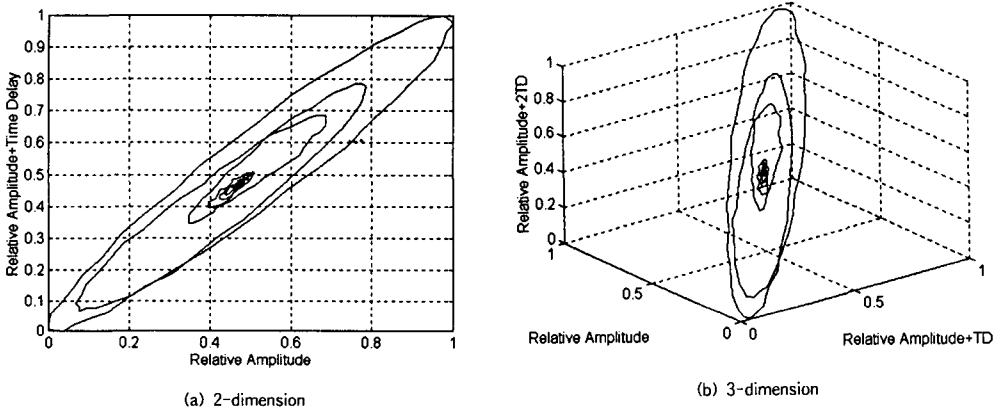 1
0.9
0.8
0.7
0.6
0.5
0.4
0.3
0.2
0.1
0
0 0.2 0.4 0.6 0.8 1
Relative Amplitude+Time Delay
Relative Amplitude
(a) 2-dimension
1
0.8
0.6
0.4
0.2
0
Relative Amplitude+2TD
1
0.5
0
Relative Amplitude
0
0.5
1
Relative Amplitude+TD
(b) 3-dimension